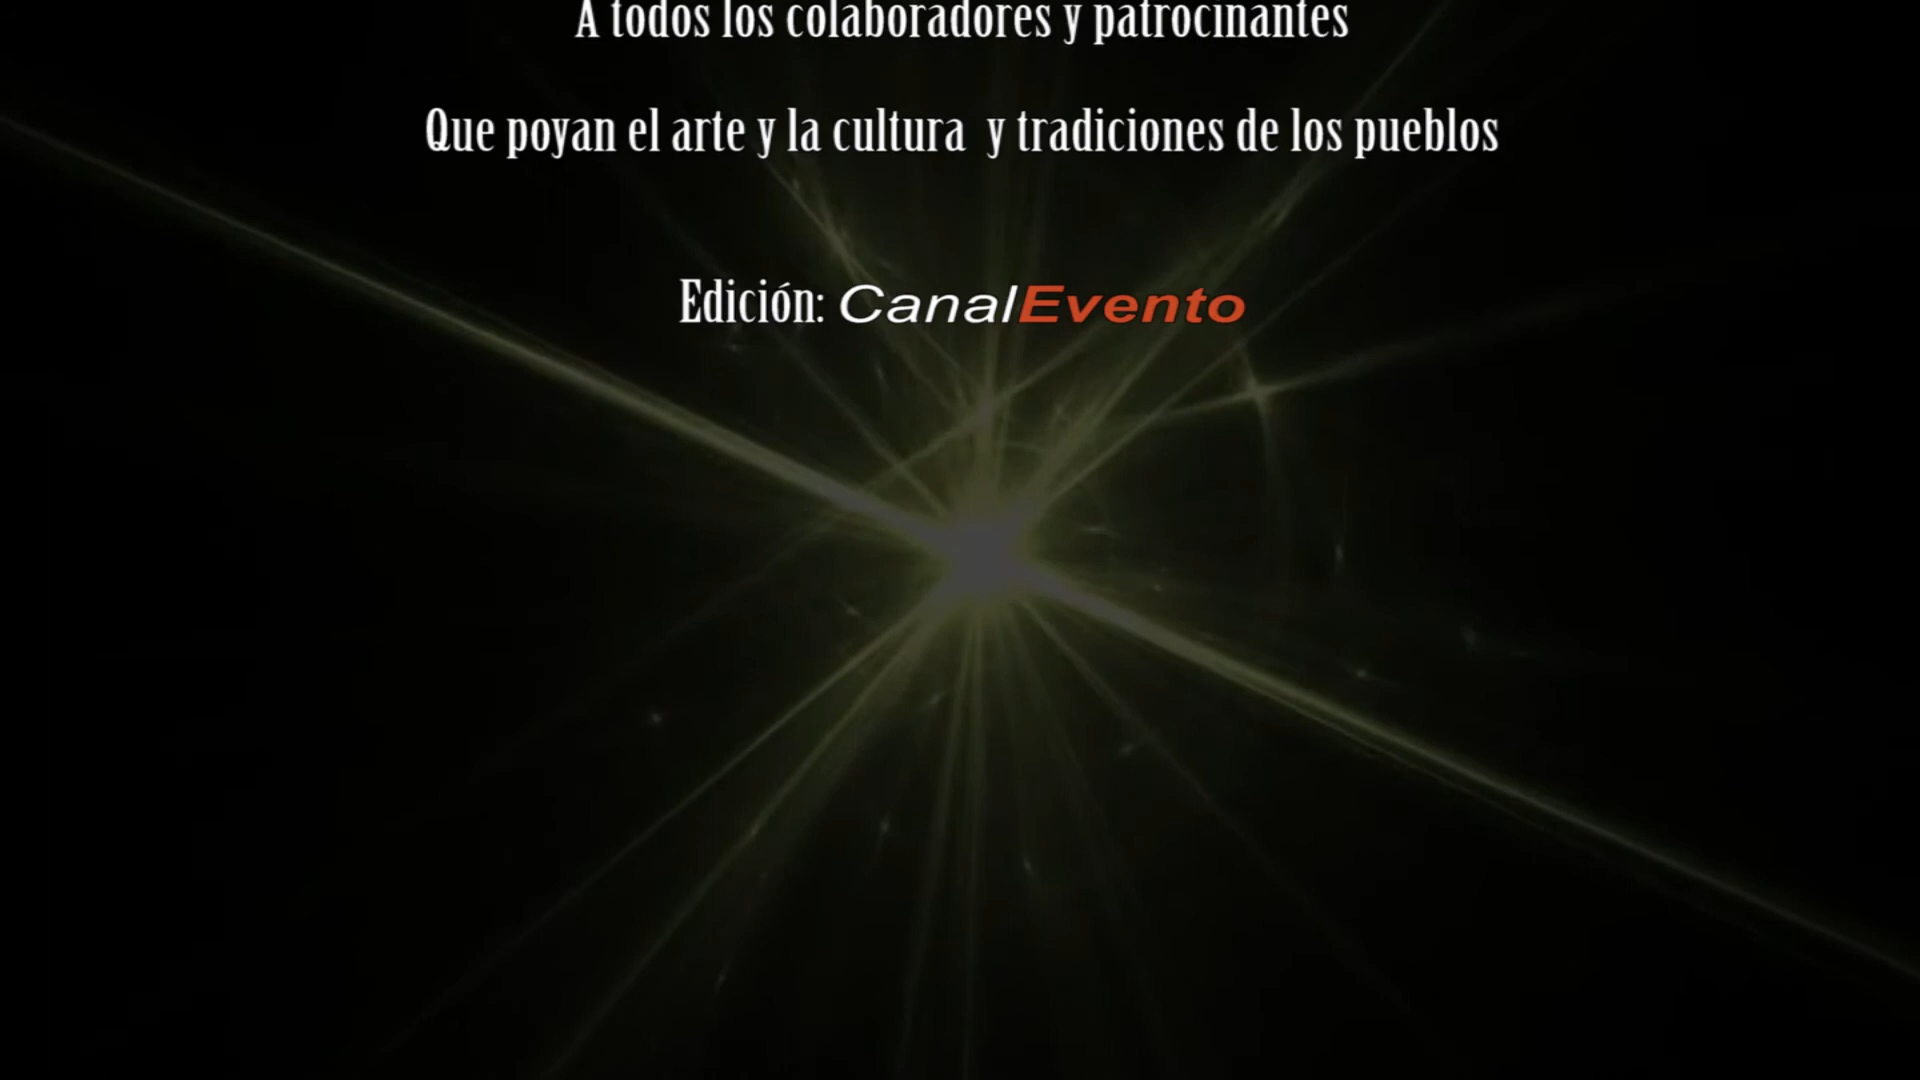 A todos los colaboradores y patrocinantes
Que poyan el arte y la cultura y tradiciones de los pueblos
Edición: CanalEvento